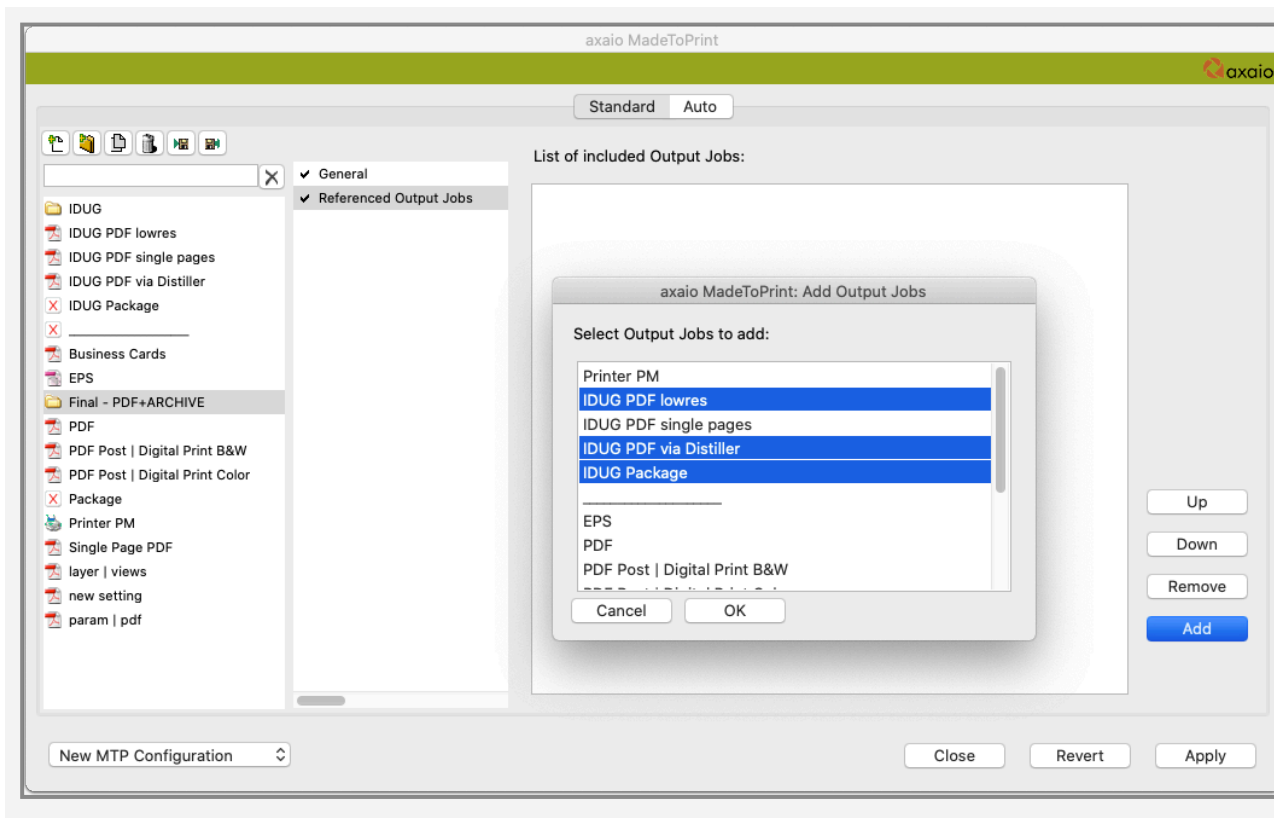 axaio MadeToPrint
axaio
Standard Auto
List of included Output Jobs:
General
Referenced Output Jobs
IDUG
IDUG PDF lowres
IDUG PDF single pages
IDUG PDF via Distiller
IDUG Package
__________________
Business Cards
EPS
Final - PDF+ARCHIVE
PDF
PDF Post | Digital Print B&W
PDF Post | Digital Print Color
Package
Printer PM
Single Page PDF
layer | views
new setting
param | pdf
axaio MadeToPrint: Add Output Jobs
Select Output Jobs to add:
Printer PM
IDUG PDF lowres
IDUG PDF single pages
IDUG PDF via Distiller
IDUG Package
__________________
EPS
PDF
PDF Post | Digital Print B&W
Cancel OK
Up
Down
Remove
Add
New MTP Configuration
Close Revert Apply